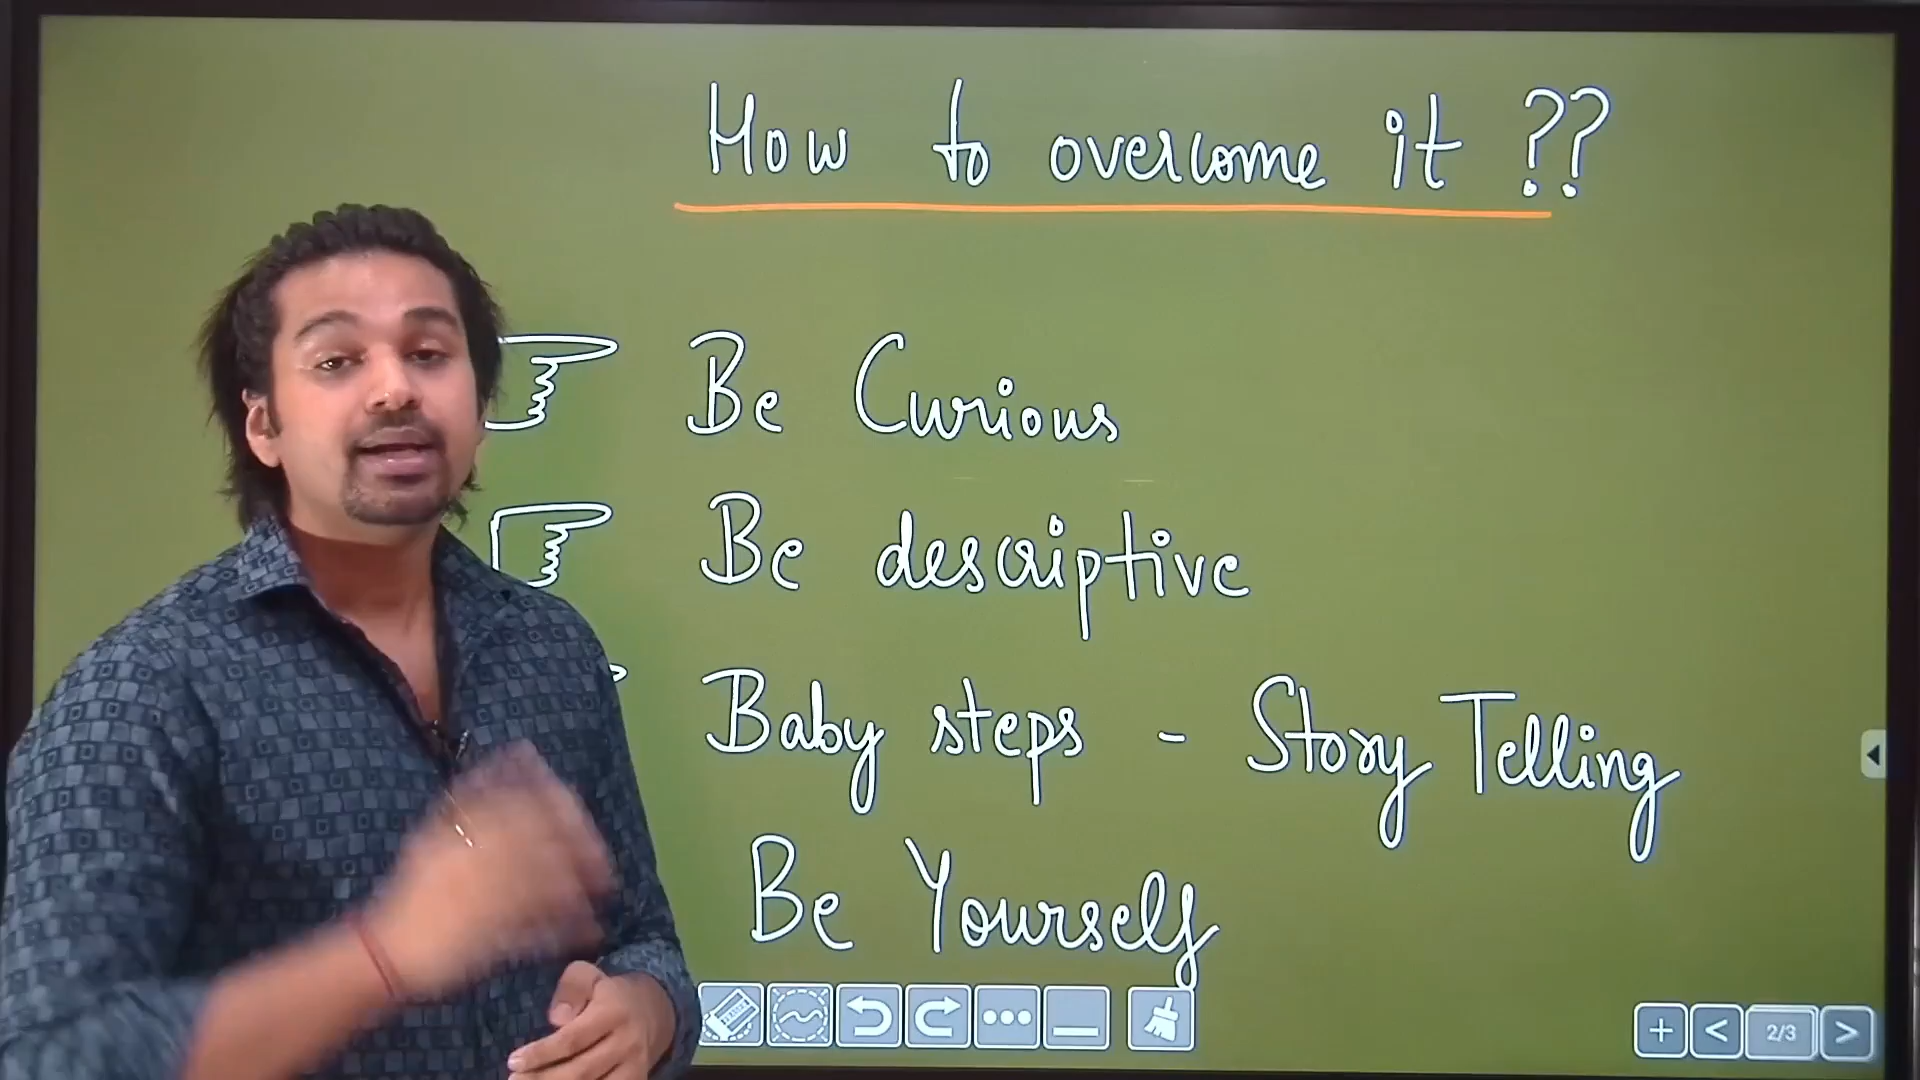 How to overcome it ??
Be Curious
Be descriptive
Baby steps - Story Telling
Be Yourself
2/3